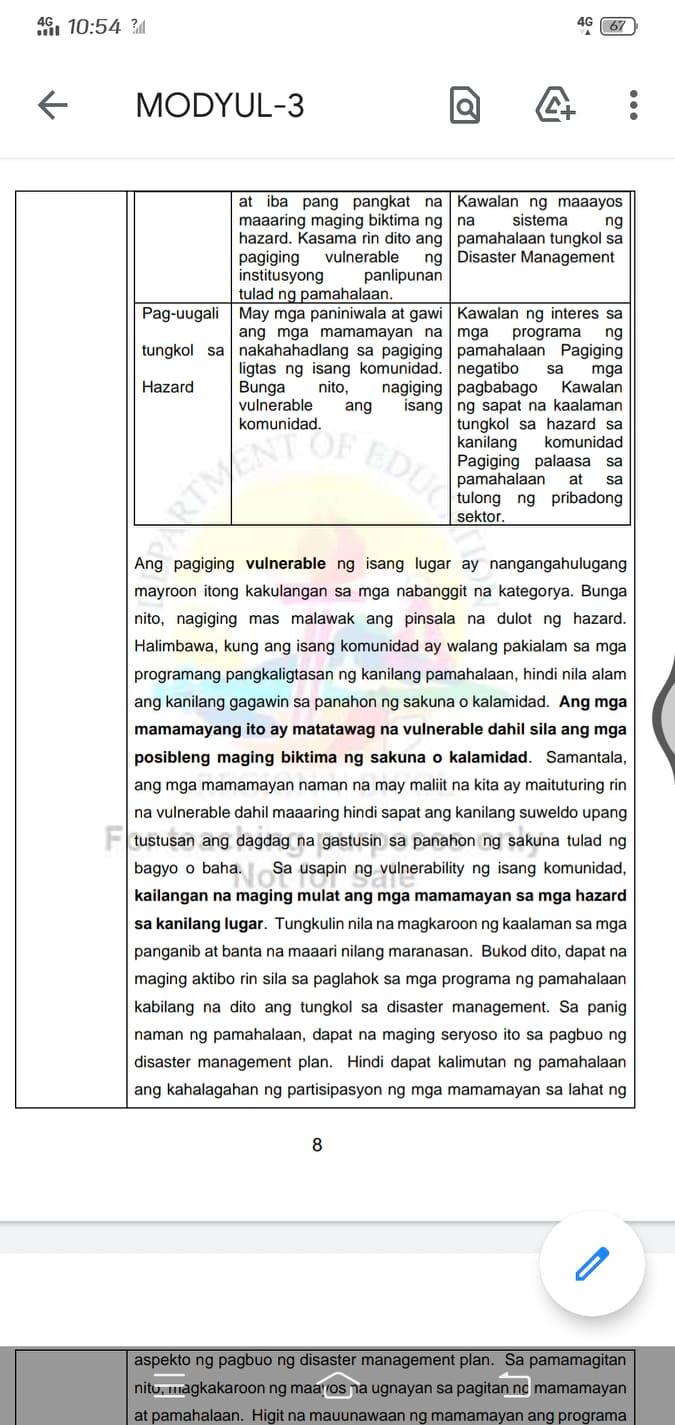 4G 10:54 ?
4G 67
MODYUL-3
at iba pang pangkat na
maaaring maging biktima ng
hazard. Kasama rin dito ang
pagiging vulnerable ng
institusyong panlipunan
tulad ng pamahalaan.
Kawalan ng maaayos
na sistema ng
pamahalaan tungkol sa
Disaster Management
Pag-uugali
tungkol sa
Hazard
May mga paniniwala at gawi
ang mga mamamayan na
nakahahadlang sa pagiging
ligtas ng isang komunidad.
Bunga nito, nagiging
vulnerable ang isang
komunidad.
Kawalan ng interes sa
mga programa ng
pamahalaan Pagiging
negatibo sa mga
pagbabago Kawalan
ng sapat na kaalaman
tungkol sa hazard sa
kanilang komunidad
Pagiging palaasa sa
pamahalaan at sa
tulong ng pribadong
sektor.
DEPARTMENT OF EDUCATION
Ang pagiging vulnerable ng isang lugar ay nangangahulugang
mayroon itong kakulangan sa mga nabanggit na kategorya. Bunga
nito, nagiging mas malawak ang pinsala na dulot ng hazard.
Halimbawa, kung ang isang komunidad ay walang pakialam sa mga
programang pangkaligtasan ng kanilang pamahalaan, hindi nila alam
ang kanilang gagawin sa panahon ng sakuna o kalamidad. Ang mga
mamamayang ito ay matatawag na vulnerable dahil sila ang mga
posibleng maging biktima ng sakuna o kalamidad. Samantala,
ang mga mamamayan naman na may maliit na kita ay maituturing rin
na vulnerable dahil maaaring hindi sapat ang kanilang suweldo upang
tustusan ang dagdag na gastusin sa panahon ng sakuna tulad ng
For teaching purposes only
bagyo o baha. Sa usapin ng vulnerability ng isang komunidad,
Not for sale
kailangan na maging mulat ang mga mamamayan sa mga hazard
sa kanilang lugar. Tungkulin nila na magkaroon ng kaalaman sa mga
panganib at banta na maaari nilang maranasan. Bukod dito, dapat na
maging aktibo rin sila sa paglahok sa mga programa ng pamahalaan
kabilang na dito ang tungkol sa disaster management. Sa panig
naman ng pamahalaan, dapat na maging seryoso ito sa pagbuo ng
disaster management plan. Hindi dapat kalimutan ng pamahalaan
ang kahalagahan ng partisipasyon ng mga mamamayan sa lahat ng
8
aspekto ng pagbuo ng disaster management plan. Sa pamamagitan
nito, magkakaroon ng maayos na ugnayan sa pagitan ng mamamayan
at pamahalaan. Higit na mauunawaan ng mamamayan ang programa